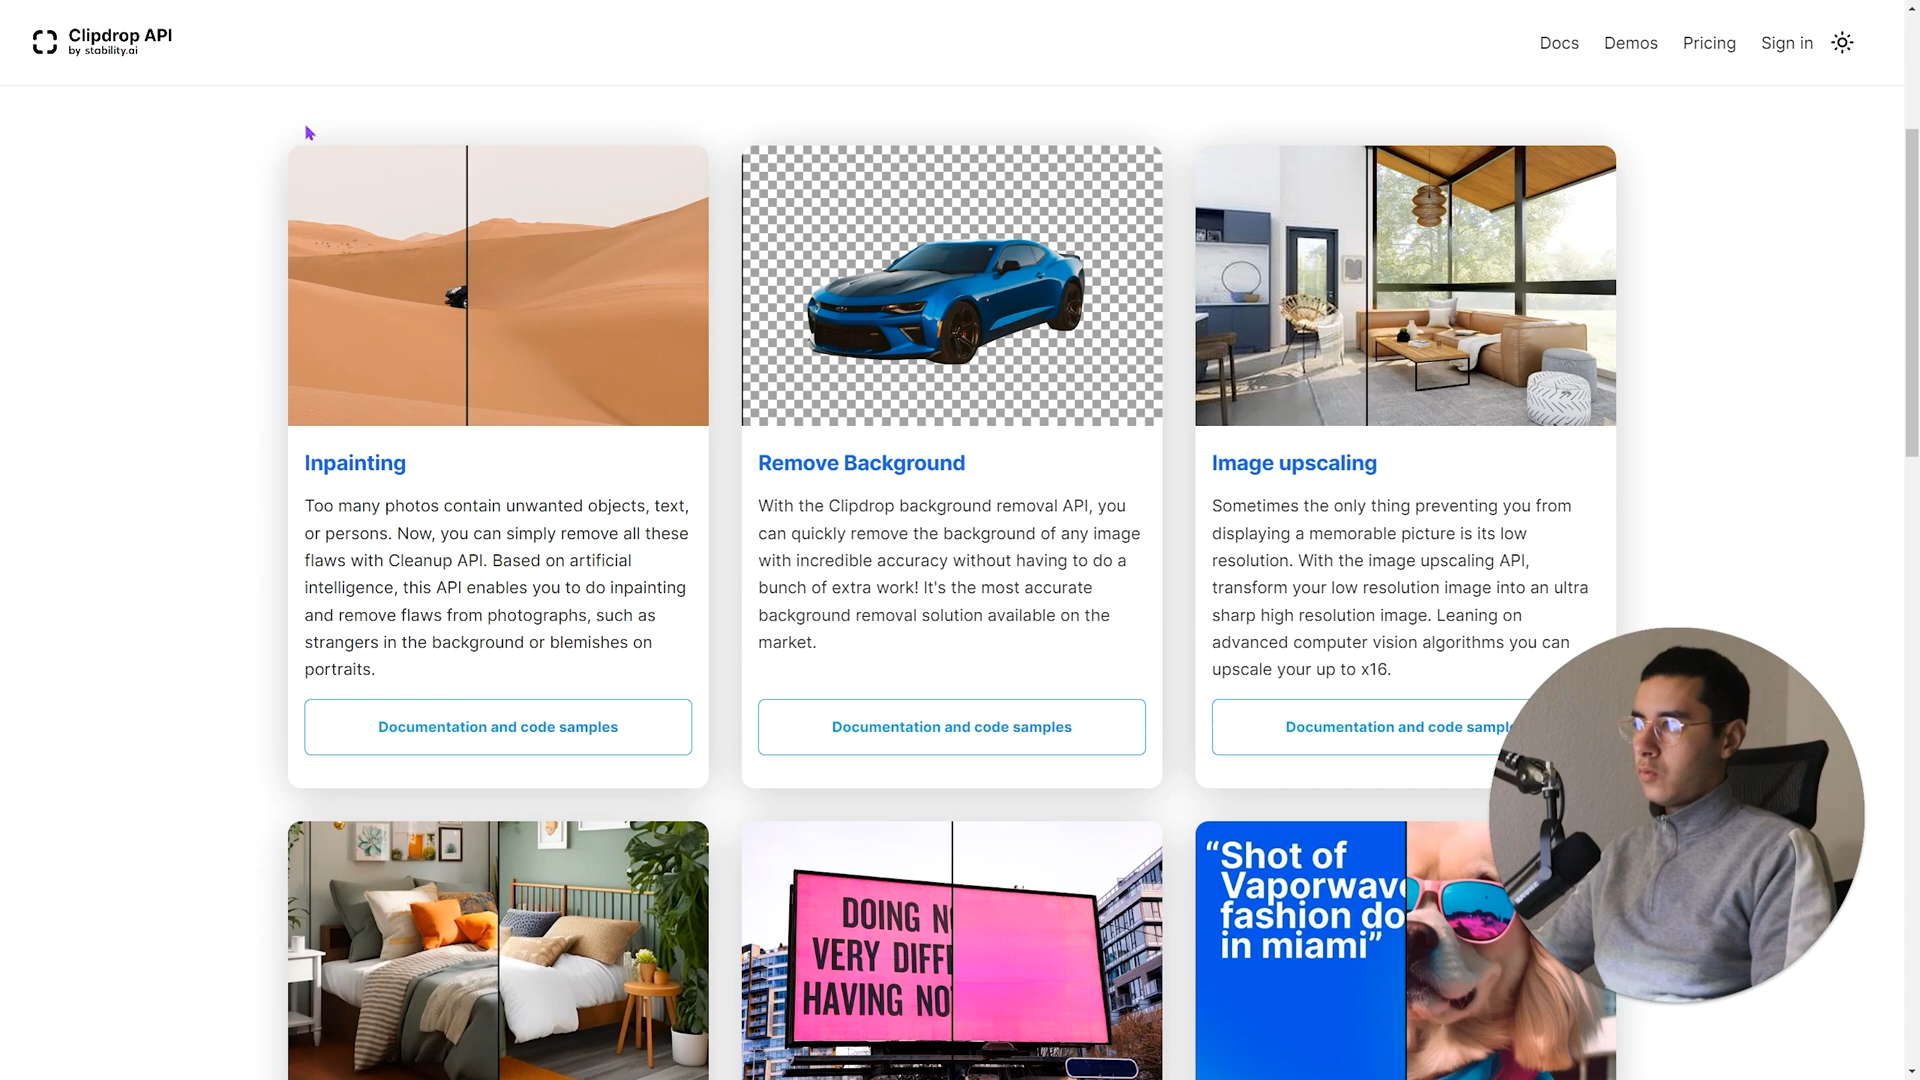 Clipdrop API
by stability.ai
Docs
Demos
Pricing
Sign in
Inpainting
Too many photos contain unwanted objects, text,
or persons. Now, you can simply remove all these
flaws with Cleanup API. Based on artificial
intelligence, this API enables you to do inpainting
and remove flaws from photographs, such as
strangers in the background or blemishes on
portraits.
Documentation and code samples
Remove Background
With the Clipdrop background removal API, you
can quickly remove the background of any image
with incredible accuracy without having to do a
bunch of extra work! It's the most accurate
background removal solution available on the
market.
Documentation and code samples
Image upscaling
Sometimes the only thing preventing you from
displaying a memorable picture is its low
resolution. With the image upscaling API,
transform your low resolution image into an ultra
sharp high resolution image. Leaning on
advanced computer vision algorithms you can
upscale your up to x16.
Documentation and code
DOING
VERY
HAVING
“Shot of
Vaporwave
fashion do
in miami”